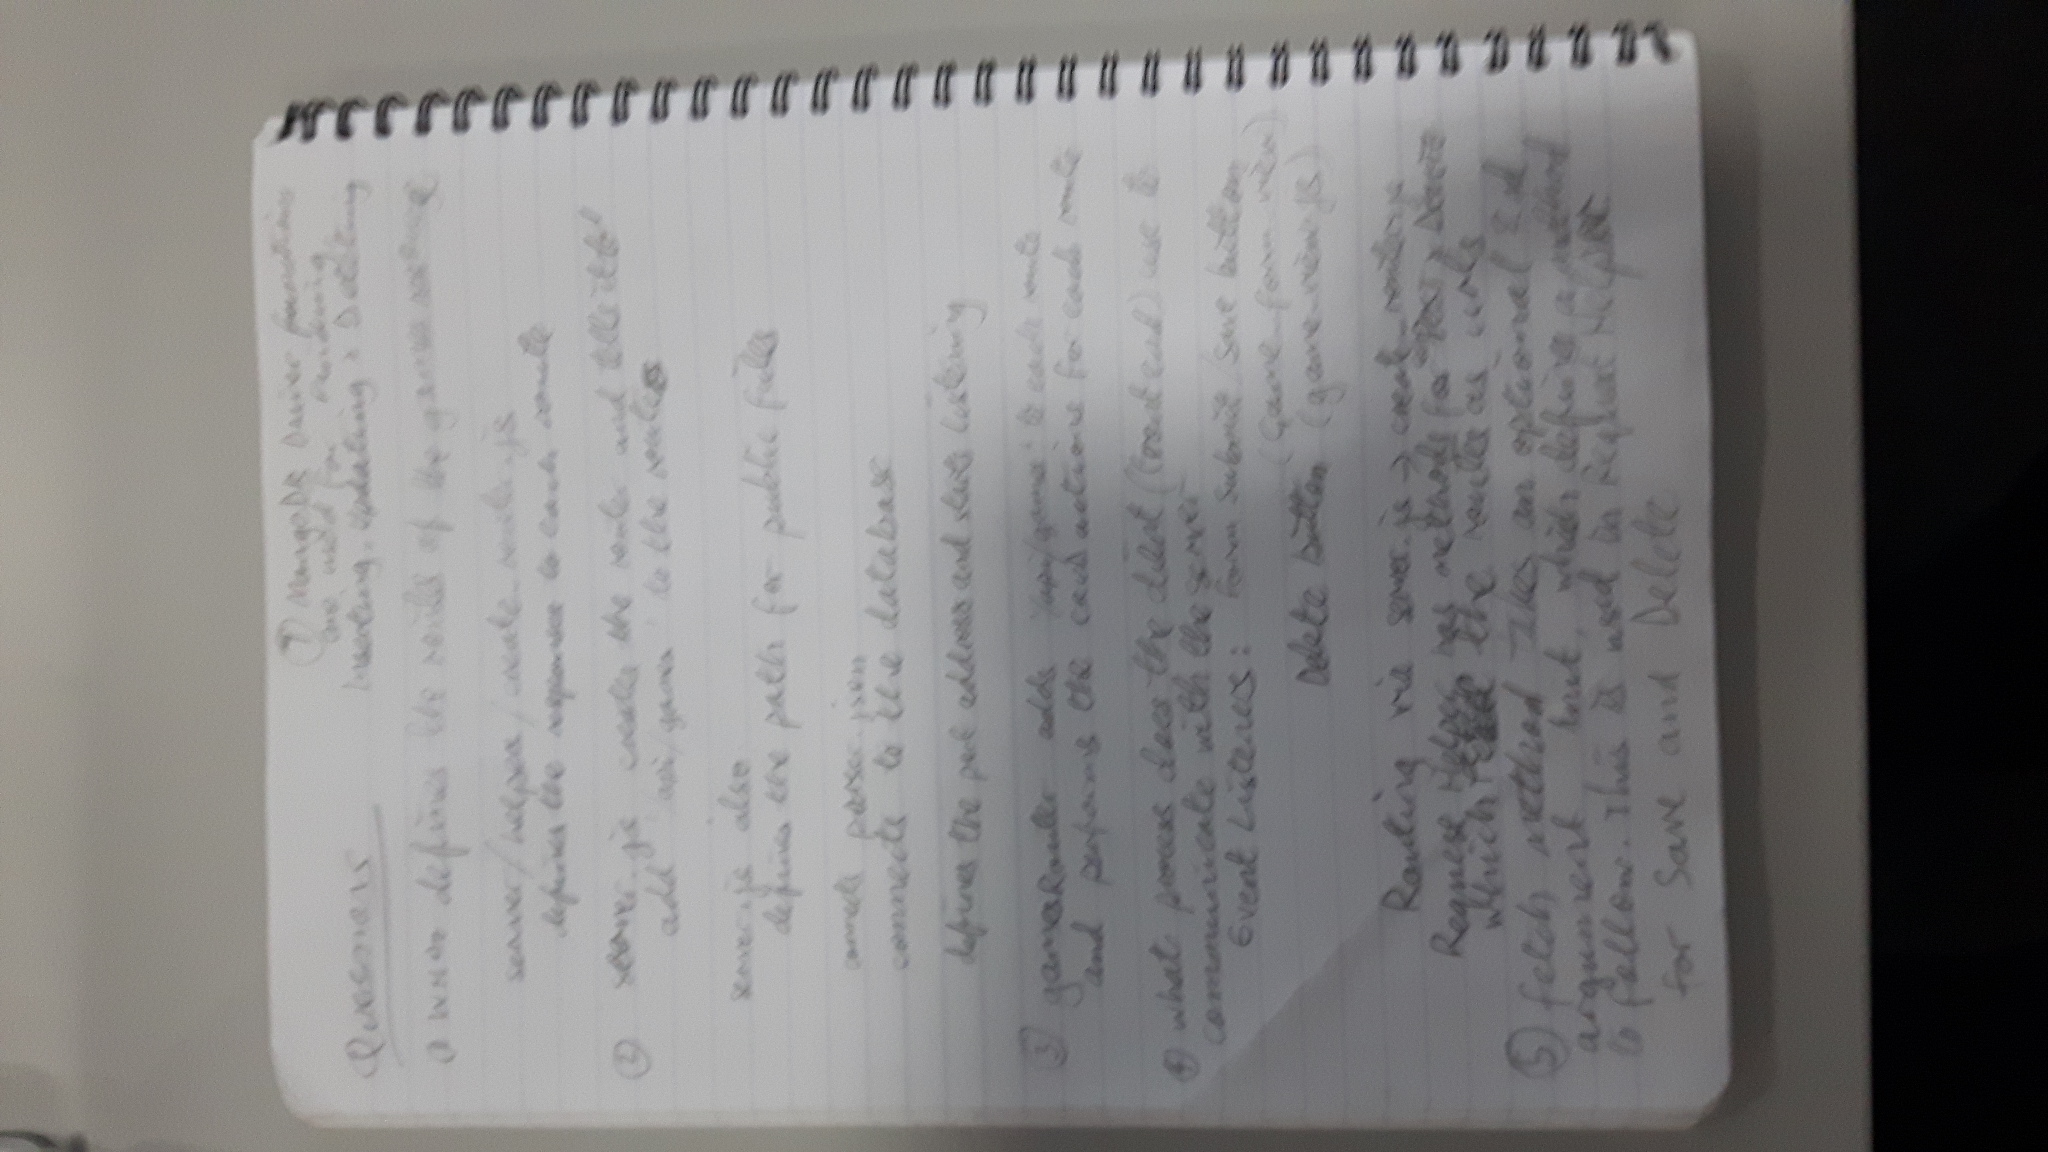 Questions
⑦ MongoDB Driver functions
are used for
Inserting, Updating & Deleting
① What defines the routes of the games resource
server/helper/create_router.js
defines the responses to each route
② server.js creates the router and tells it to
add 'api/games' to the routes
server.js also
defines the path for public files
connects parser.json
connects to the database
defines the port address and starts listening
③ gamesRouter adds '/api/games' to each route
and performs the CRUD actions for each route
④ what process does the client (front end) use to
communicate with the server
Event Listeners: Form Submit/Save button
(game_form_view)
Delete button (game_view.js)
Routing via server.js → create_router.js
Request Helper has methods for POST & Delete
which the routes as urls
⑤ fetch method takes an optional 2nd
argument, init, which defines a method
to follow. This is used in Request Helper
for Save and Delete